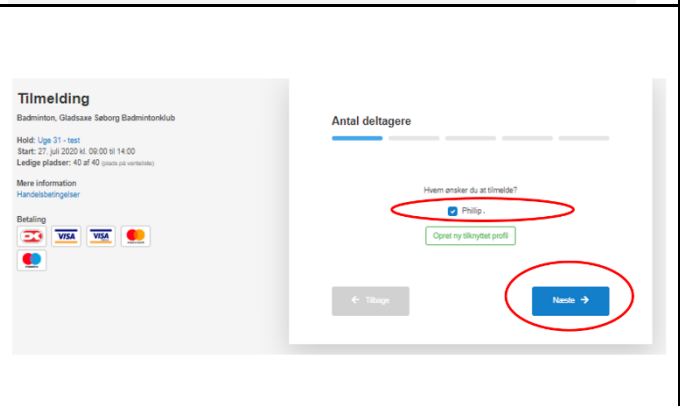 Tilmelding
Badminton, Gladsaxe Søborg Badmintonklub
Hold: Uge 31 - test
Start: 27. juli 2020 kl. 09:00 til 14:00
Ledige pladser: 40 af 40 (plads på venteliste)
Mere information
Handelsbetingelser
Betaling
VISA VISA
Antal deltagere
Hvem ønsker du at tilmelde?
Philip .
Opret ny tilknyttet profil
← Tilbage
Næste →